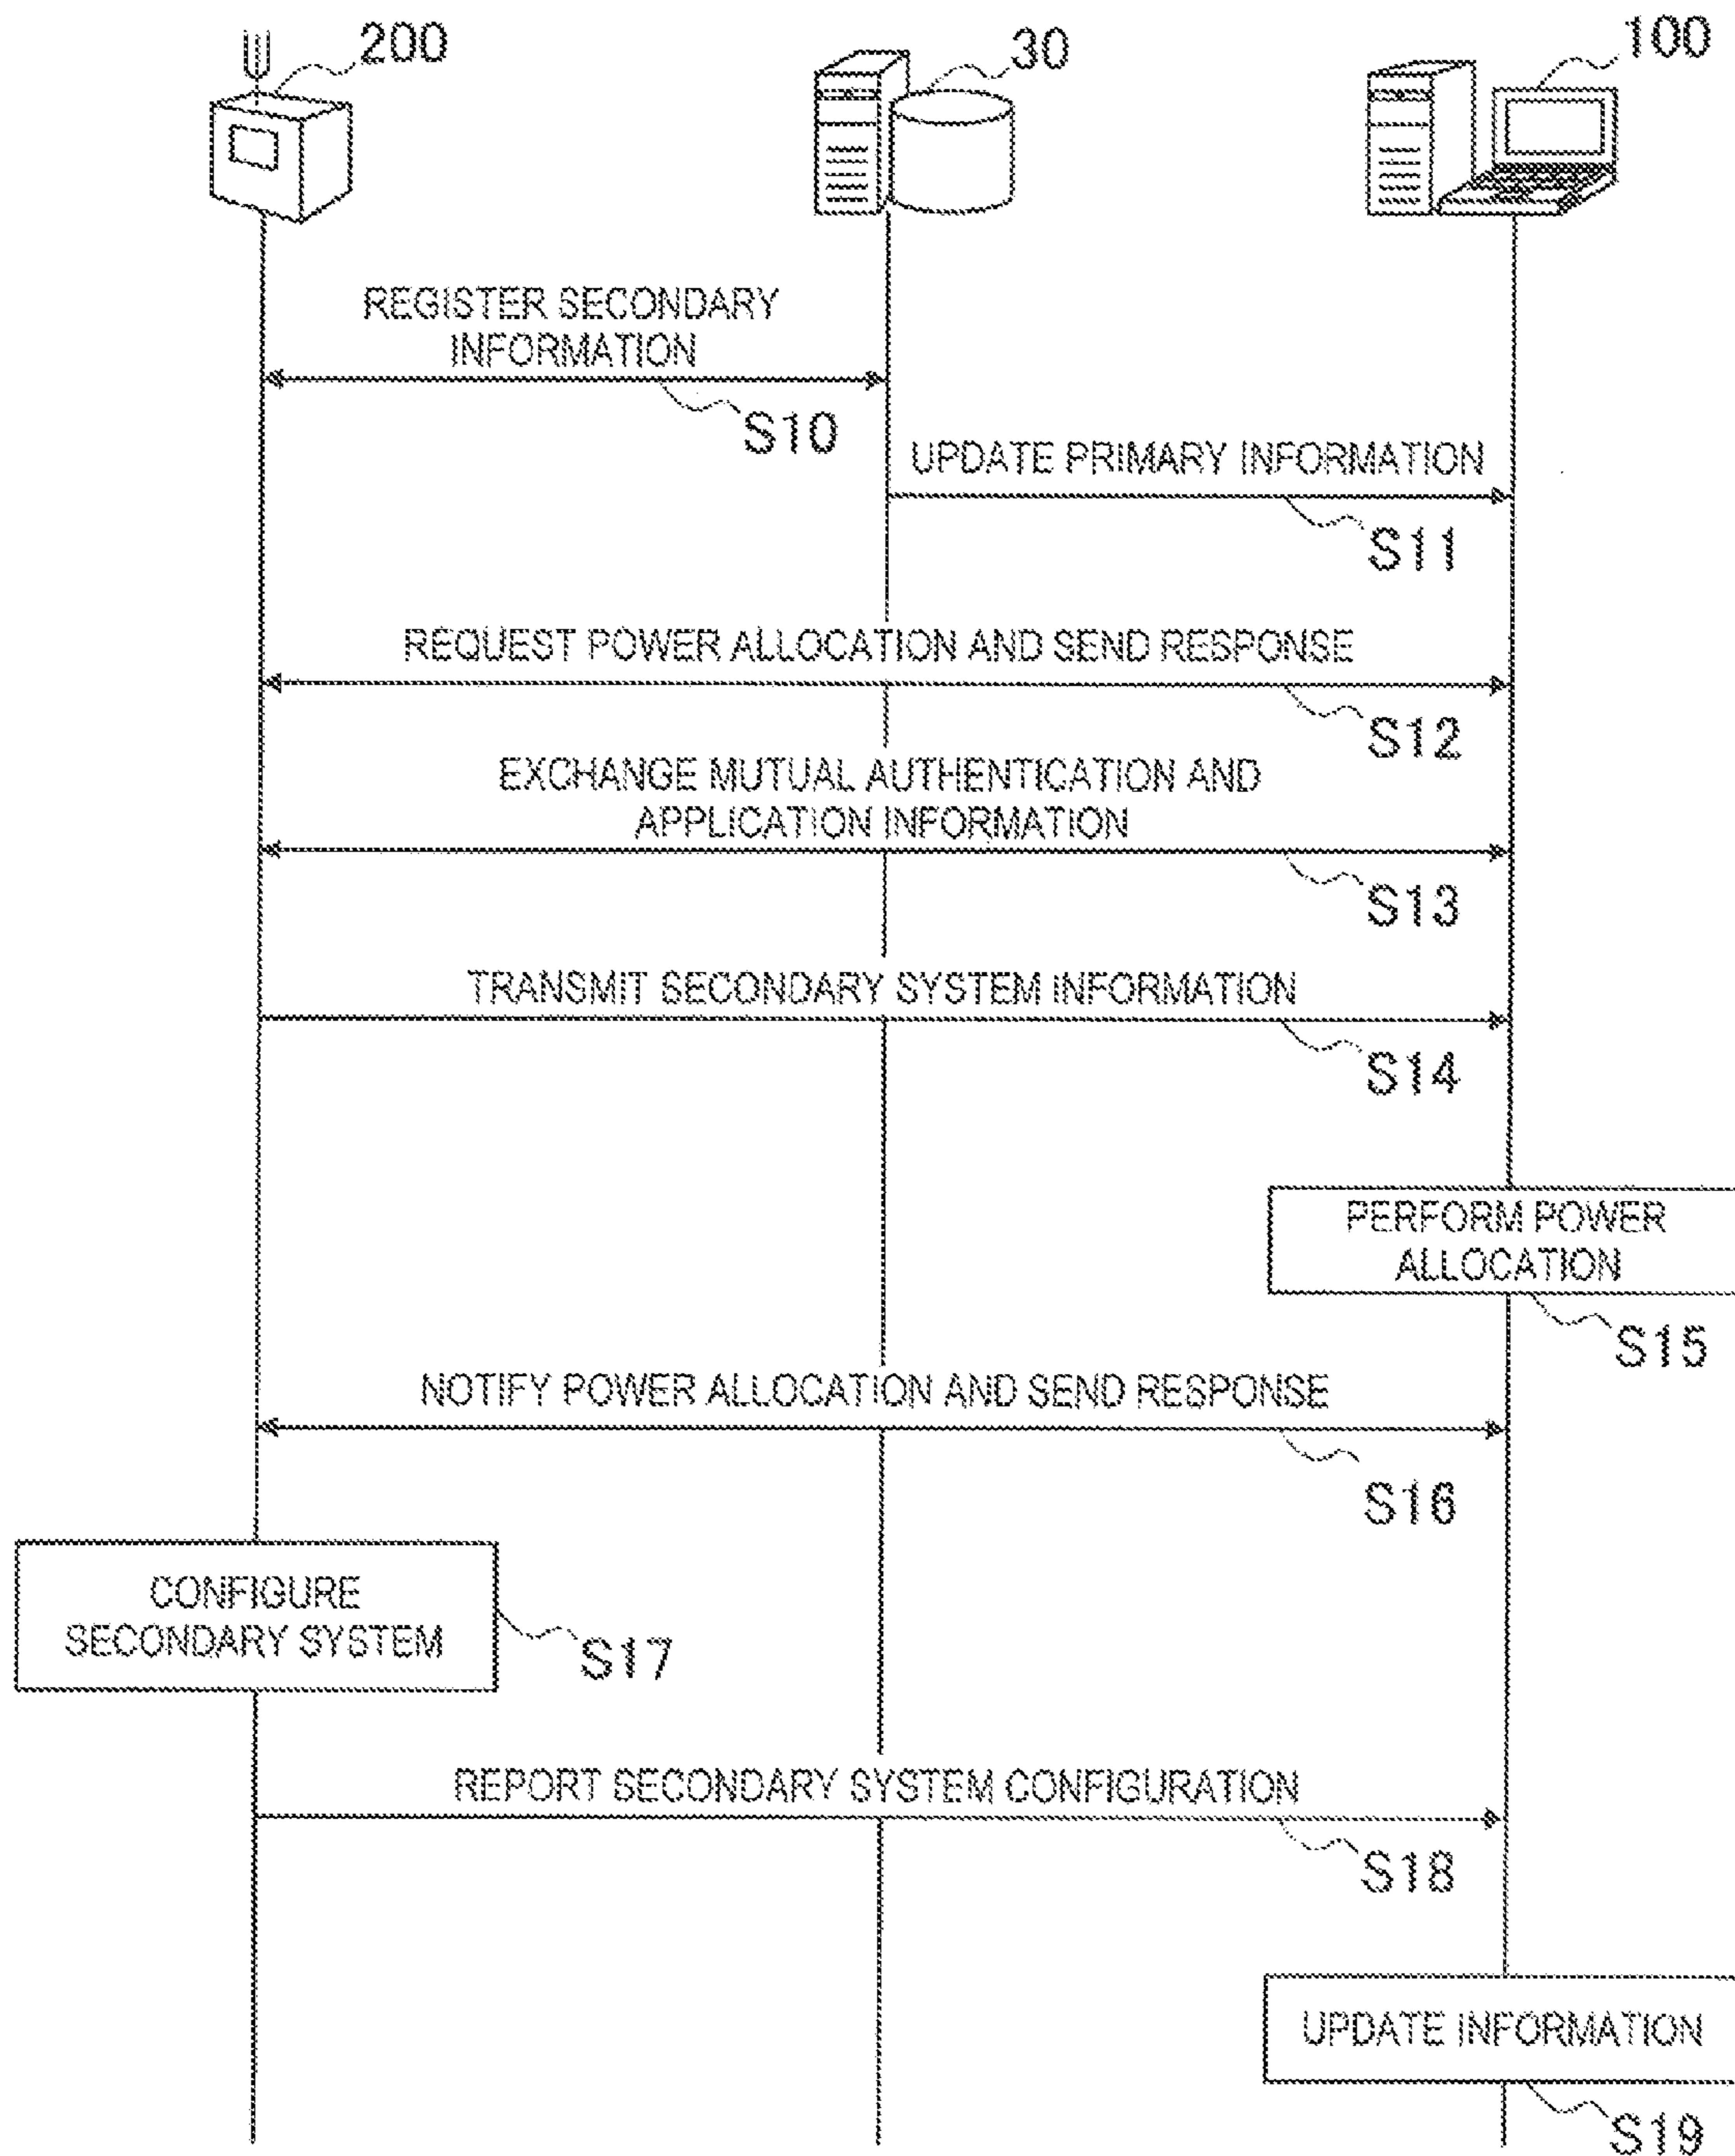 200
30
100
REGISTER SECONDARY
INFORMATION
S10
UPDATE PRIMARY INFORMATION
S11
REQUEST POWER ALLOCATION AND SEND RESPONSE
S12
EXCHANGE MUTUAL AUTHENTICATION AND
APPLICATION INFORMATION
S13
TRANSMIT SECONDARY SYSTEM INFORMATION
S14
PERFORM POWER
ALLOCATION
S15
NOTIFY POWER ALLOCATION AND SEND RESPONSE
S16
CONFIGURE
SECONDARY SYSTEM
S17
REPORT SECONDARY SYSTEM CONFIGURATION
S18
UPDATE INFORMATION
S19